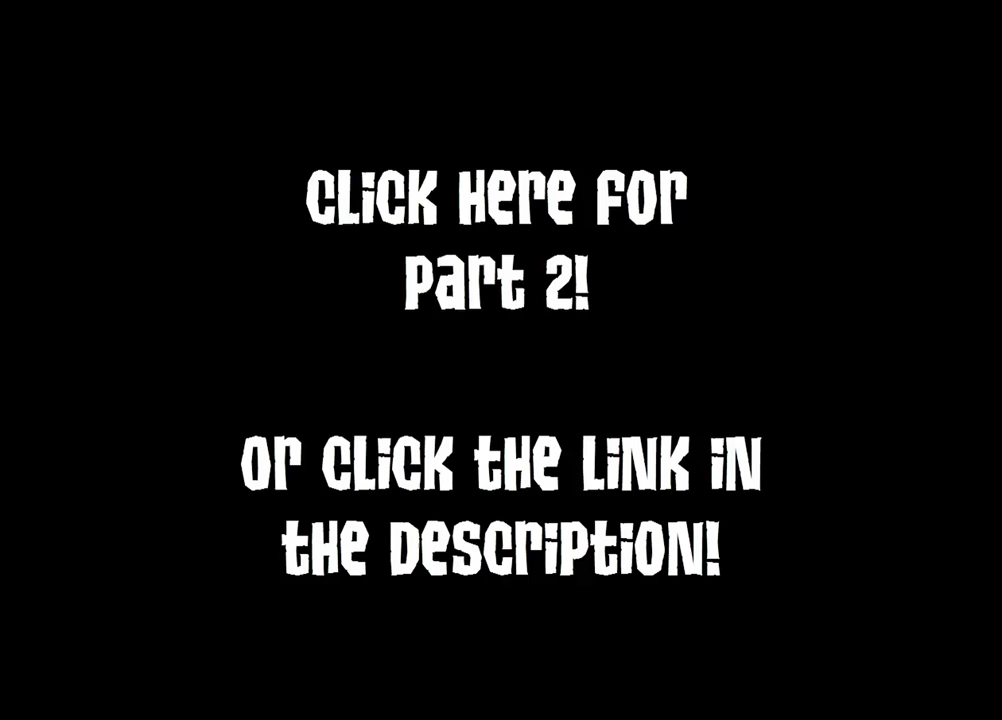 CLiCK Here for
Part 2!
Or CLiCK the LiNK iN
the DescriPtiON!